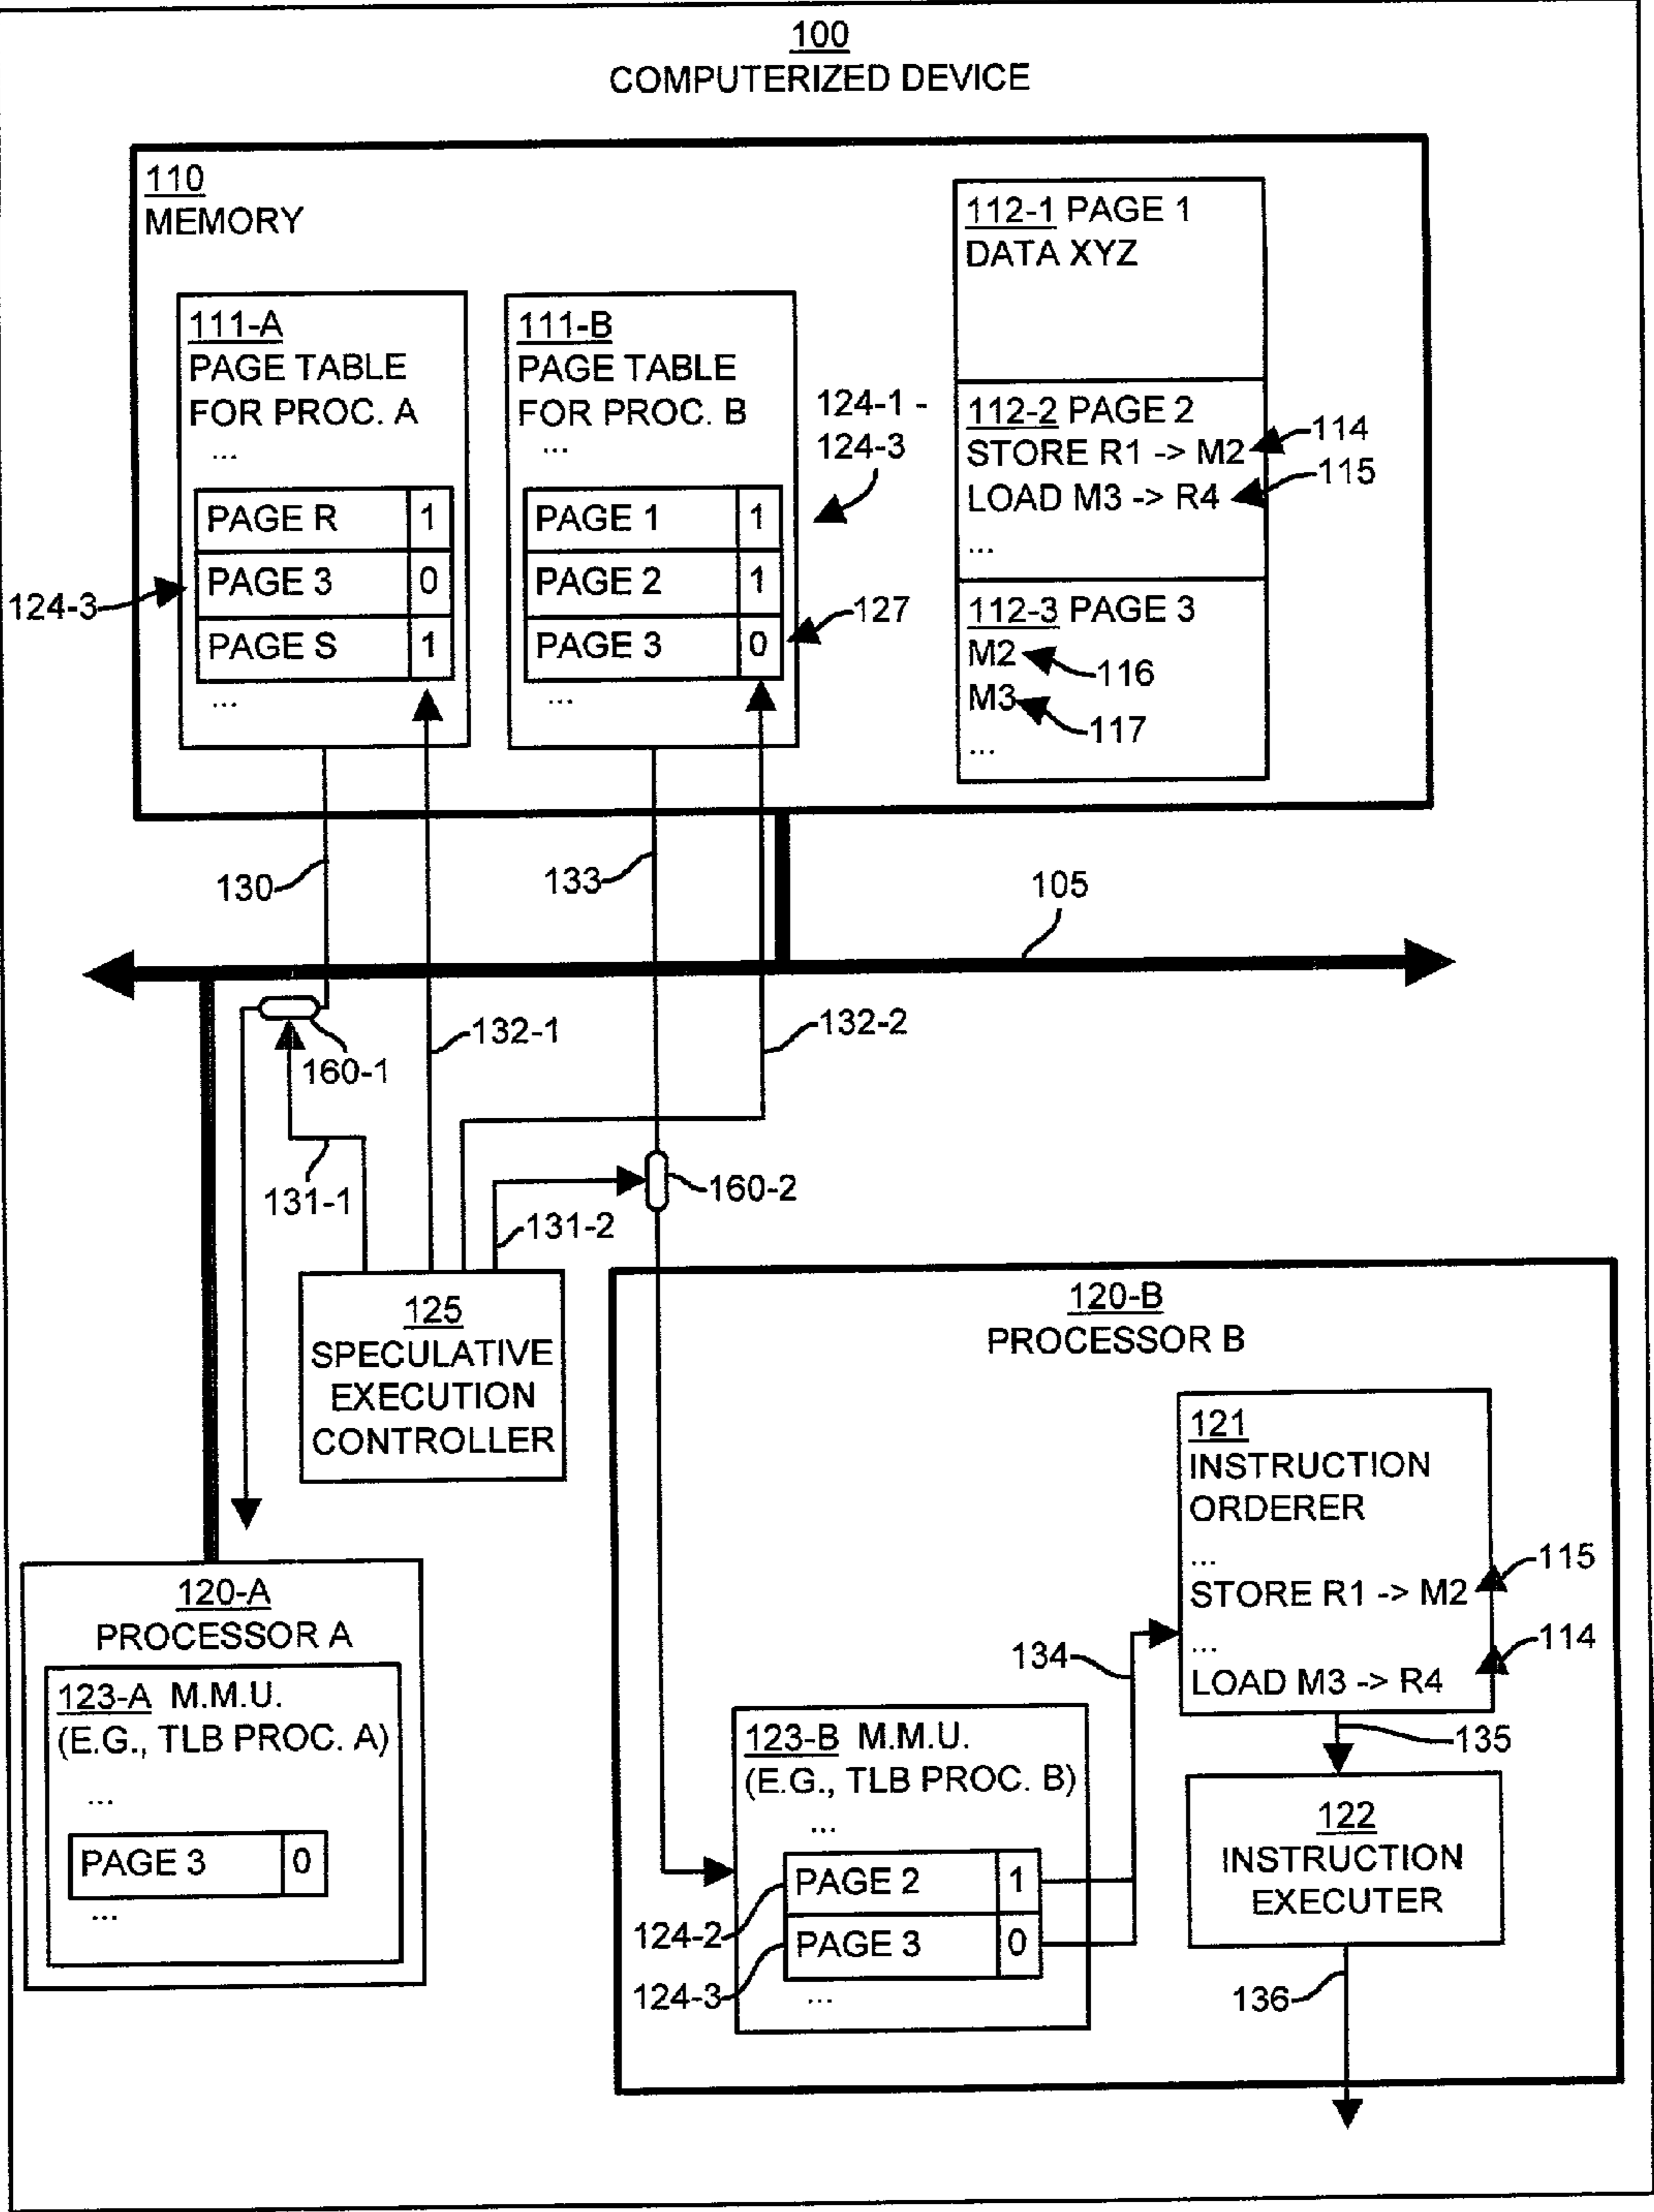 100
COMPUTERIZED DEVICE
110
MEMORY
111-A
PAGE TABLE
FOR PROC. A
...
PAGE R 1
PAGE 3 0
PAGE S 1
...
124-3
111-B
PAGE TABLE
FOR PROC. B
...
PAGE 1 1
PAGE 2 1
PAGE 3 0
...
124-1 -
124-3
127
112-1 PAGE 1
DATA XYZ
112-2 PAGE 2
STORE R1 -> M2
LOAD M3 -> R4
...
114
115
112-3 PAGE 3
M2
M3
...
116
117
130
133
105
132-1
132-2
160-1
131-1
160-2
131-2
125
SPECULATIVE
EXECUTION
CONTROLLER
120-A
PROCESSOR A
123-A M.M.U.
(E.G., TLB PROC. A)
...
PAGE 3 0
...
120-B
PROCESSOR B
121
INSTRUCTION
ORDERER
...
STORE R1 -> M2
...
LOAD M3 -> R4
115
114
134
135
123-B M.M.U.
(E.G., TLB PROC. B)
...
PAGE 2 1
PAGE 3 0
...
124-2
124-3
122
INSTRUCTION
EXECUTER
136